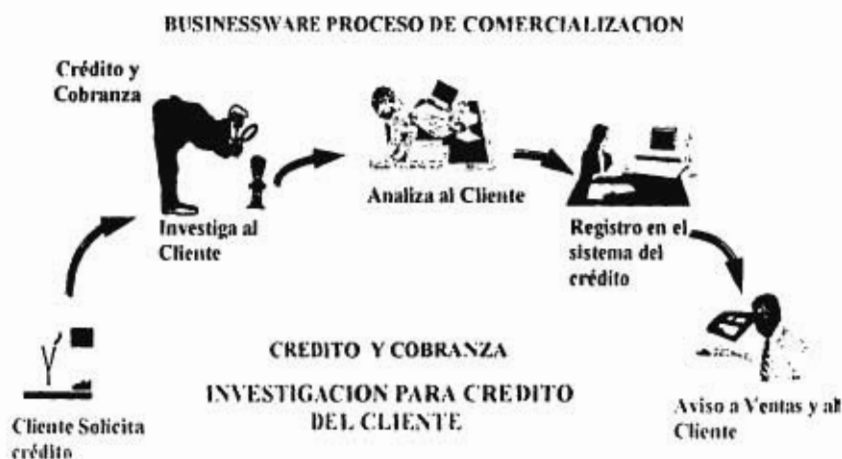 BUSINESSWARE PROCESO DE COMERCIALIZACION
Crédito y
Cobranza
Investiga al
Cliente
Analiza al Cliente
Registro en el
sistema del
crédito
CREDITO Y COBRANZA
INVESTIGACION PARA CREDITO
DEL CLIENTE
Cliente Solicita
crédito
Aviso a Ventas y al
Cliente